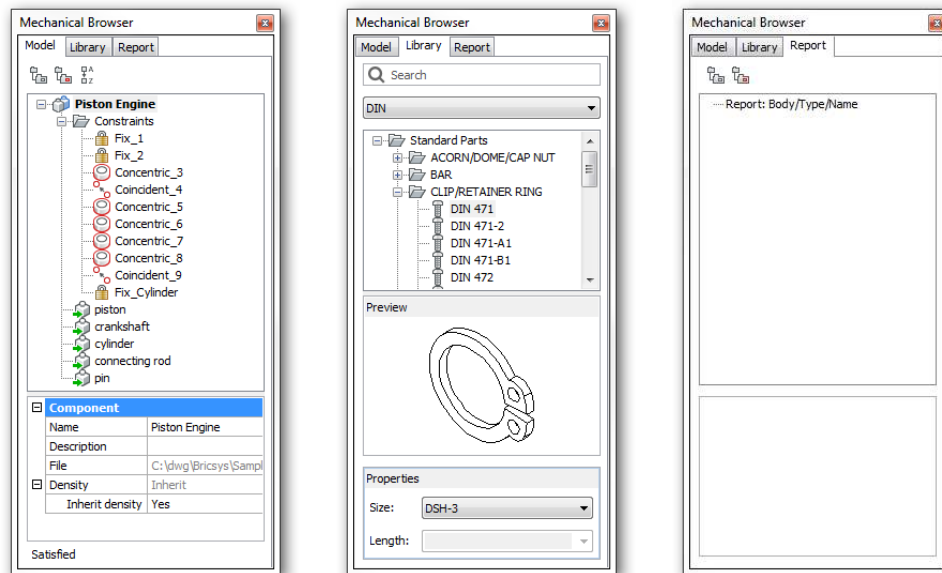 Mechanical Browser
Model Library Report
Piston Engine
Constraints
Fix_1
Fix_2
Concentric_3
Coincident_4
Concentric_5
Concentric_6
Concentric_7
Concentric_8
Coincident_9
Fix_Cylinder
piston
crankshaft
cylinder
connecting rod
pin
Component
Name Piston Engine
Description
File C:\dwg\Bricsys\Sampl
Density Inherit
Inherit density Yes
Satisfied
Mechanical Browser
Model Library Report
Search
DIN
Standard Parts
ACORN/DOME/CAP NUT
BAR
CLIP/RETAINER RING
DIN 471
DIN 471-2
DIN 471-A1
DIN 471-B1
DIN 472
Preview
Properties
Size: DSH-3
Length:
Mechanical Browser
Model Library Report
Report: Body/Type/Name